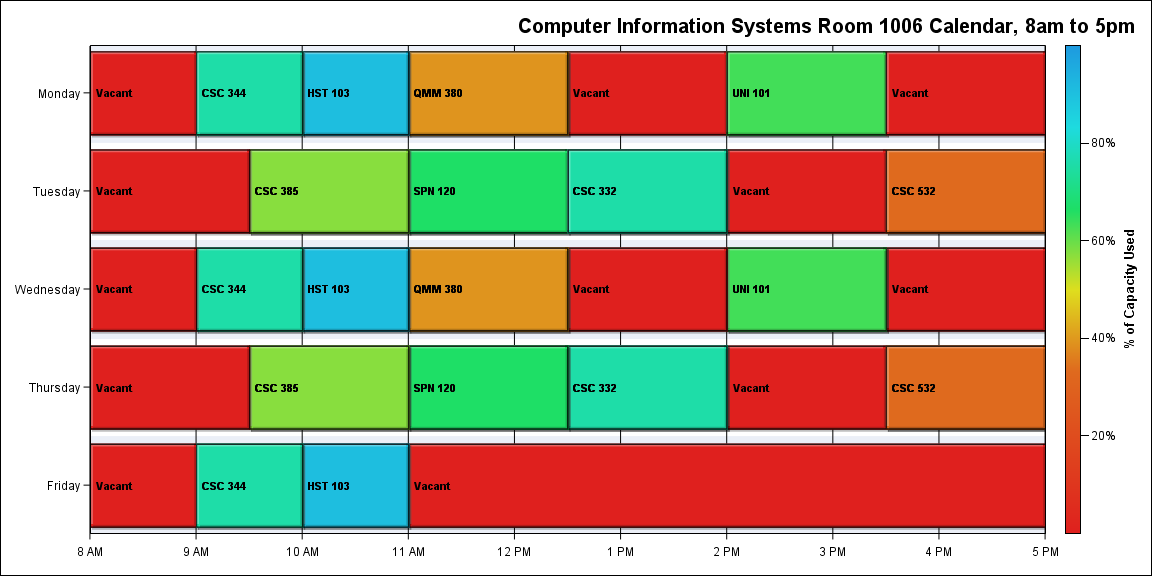 Computer Information Systems Room 1006 Calendar, 8am to 5pm
Monday
Vacant
CSC 344
HST 103
QMM 380
Vacant
UNI 101
Vacant
Tuesday
Vacant
CSC 385
SPN 120
CSC 332
Vacant
CSC 532
Wednesday
Vacant
CSC 344
HST 103
QMM 380
Vacant
UNI 101
Vacant
Thursday
Vacant
CSC 385
SPN 120
CSC 332
Vacant
CSC 532
Friday
Vacant
CSC 344
HST 103
Vacant
8 AM
9 AM
10 AM
11 AM
12 PM
1 PM
2 PM
3 PM
4 PM
5 PM
80%
60%
40%
20%
% of Capacity Used